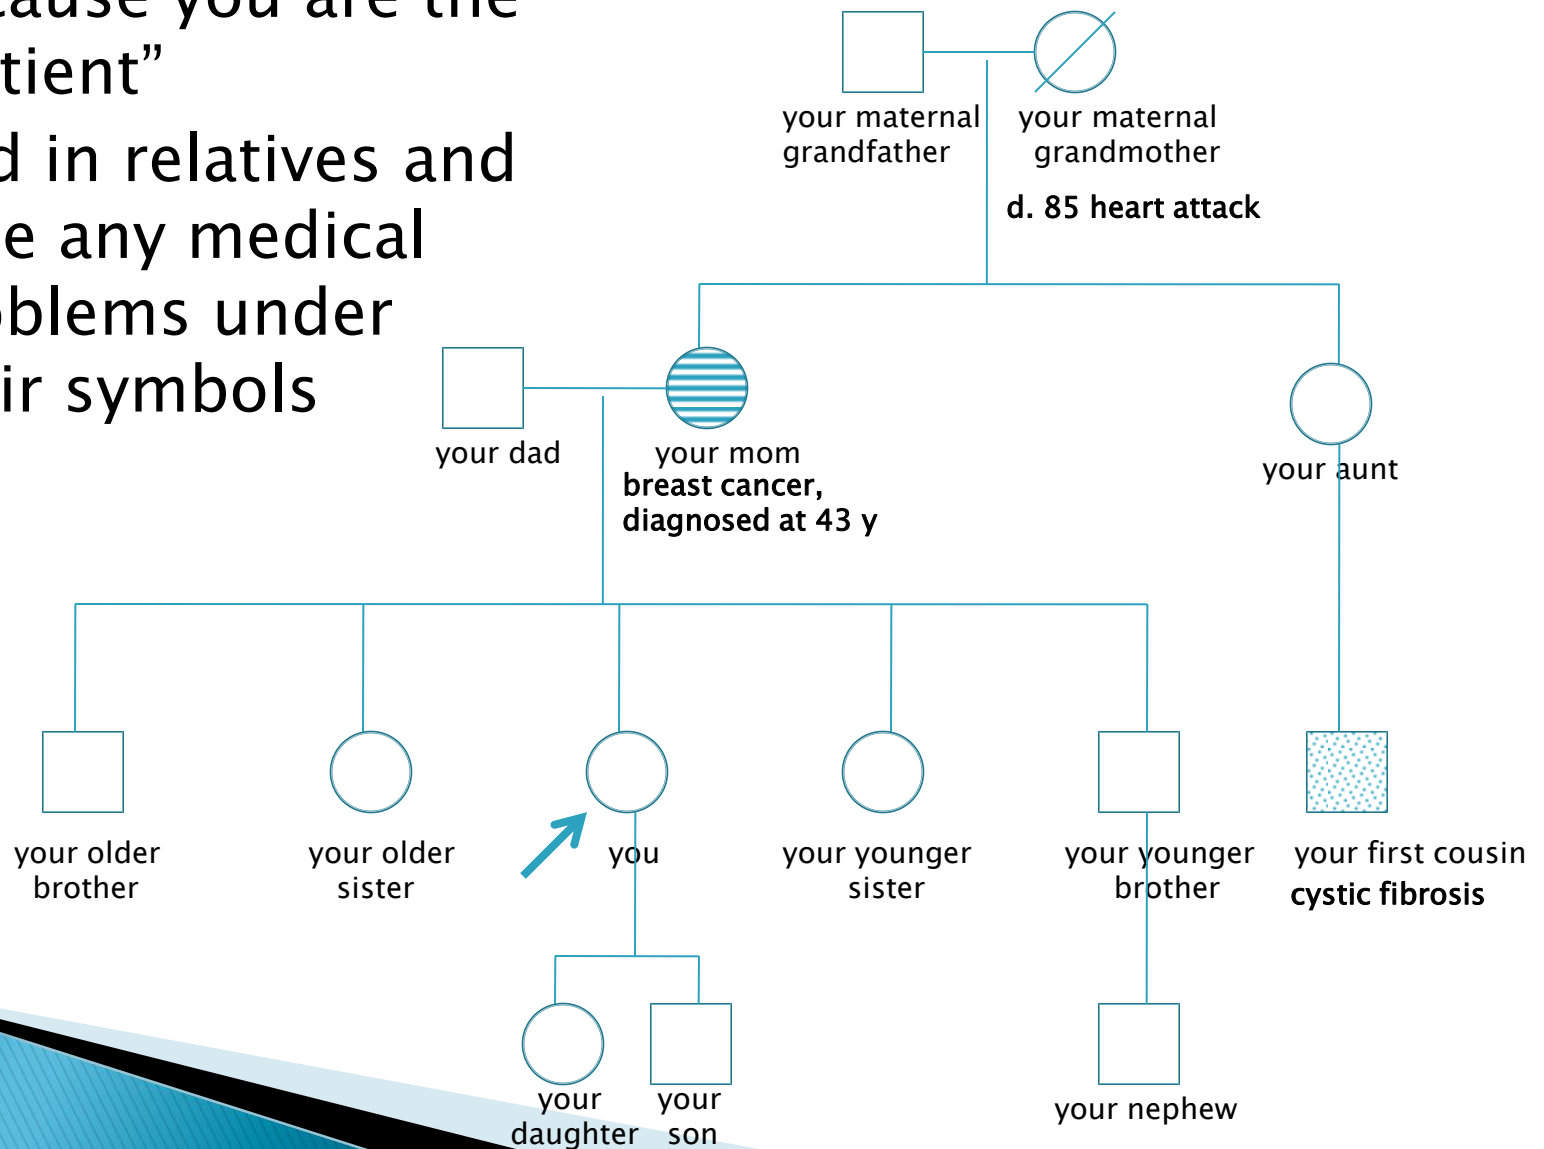 cause you are the
tient”
d in relatives and
e any medical
oblems under
ir symbols
your maternal
grandfather
your maternal
grandmother
d. 85 heart attack
your dad
your mom
breast cancer,
diagnosed at 43 y
your aunt
your older
brother
your older
sister
you
your younger
sister
your younger
brother
your first cousin
cystic fibrosis
your
daughter
your
son
your nephew